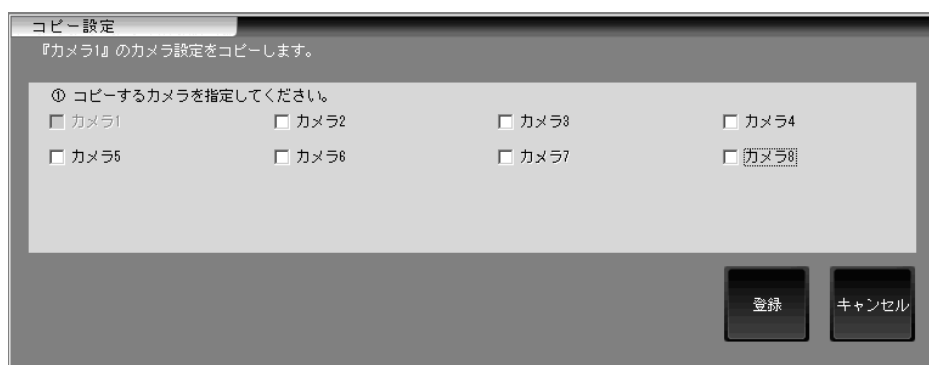 コピー設定
『カメラ1』のカメラ設定をコピーします。
① コピーするカメラを指定してください。
カメラ1 カメラ2 カメラ3 カメラ4
カメラ5 カメラ6 カメラ7 カメラ8
登録 キャンセル